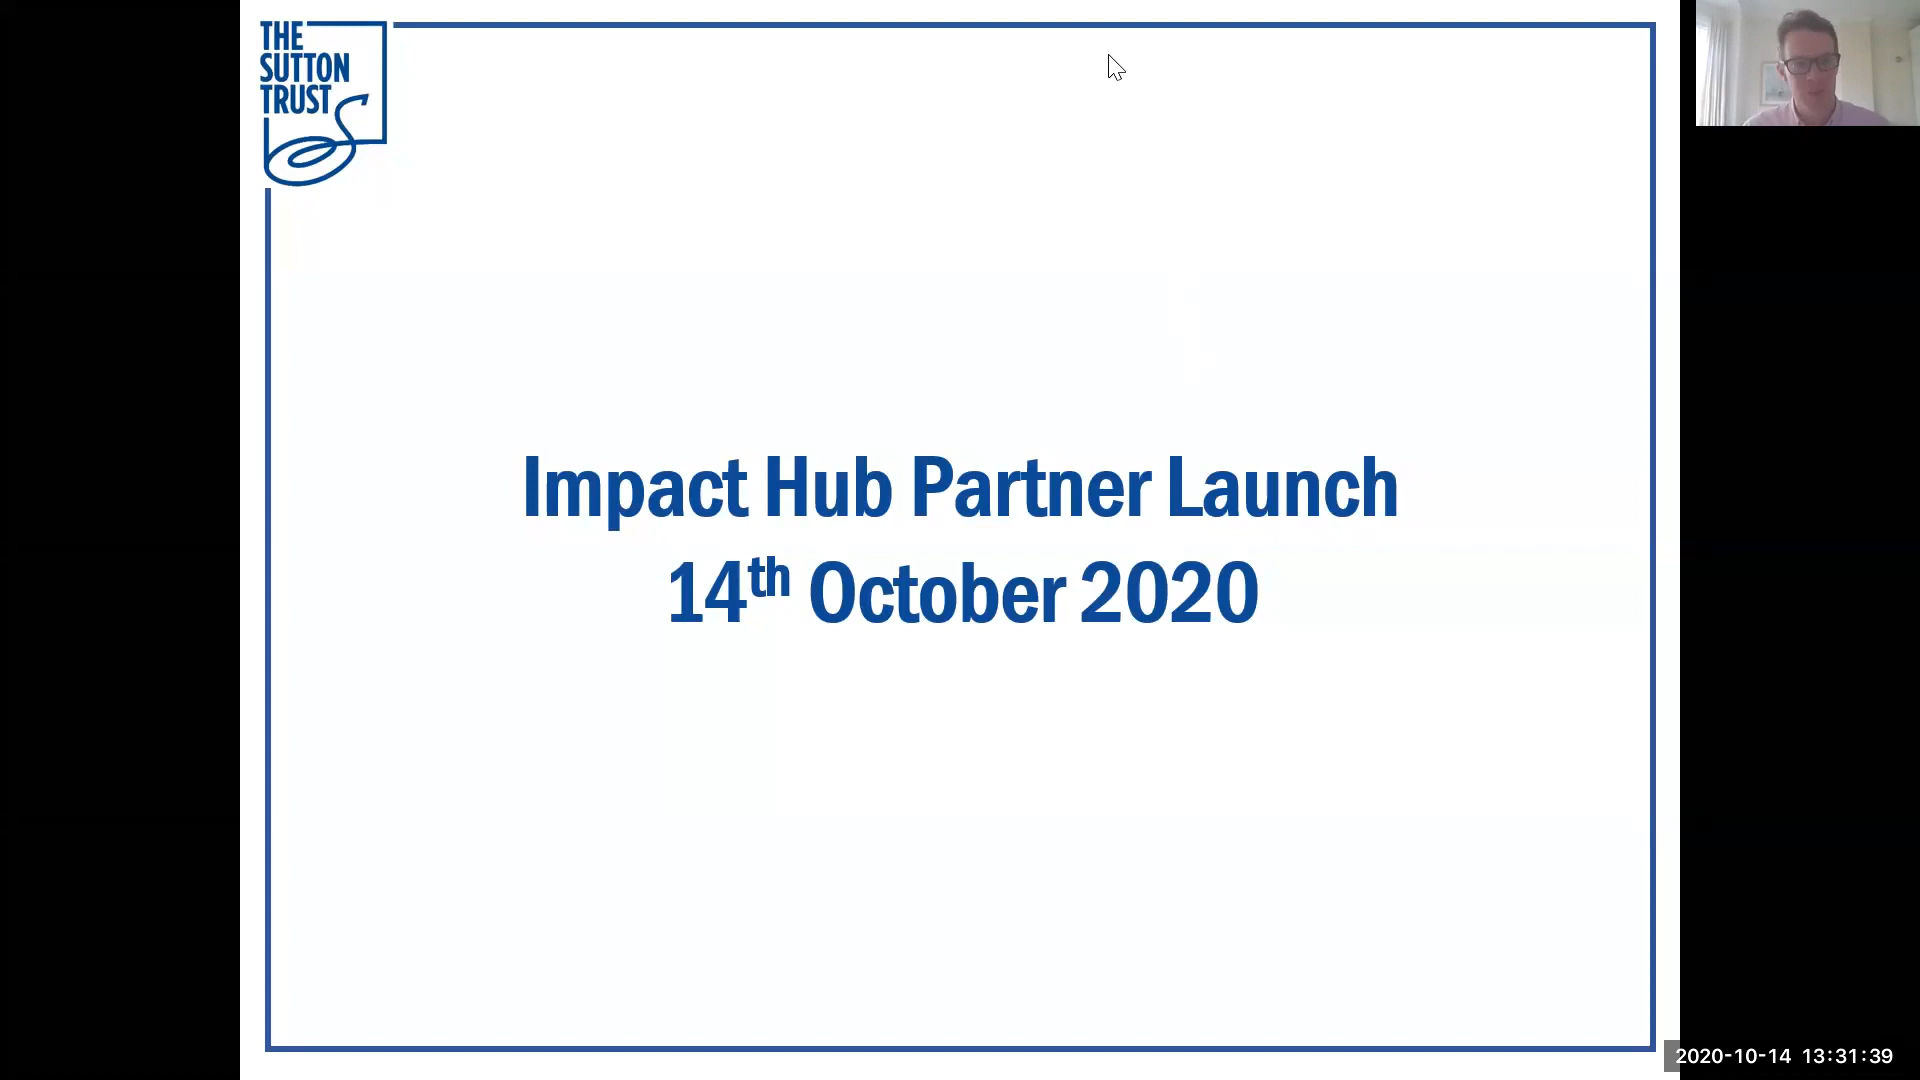 THE
SUTTON
TRUST
Impact Hub Partner Launch
14th October 2020
2020-10-14 13:31:39